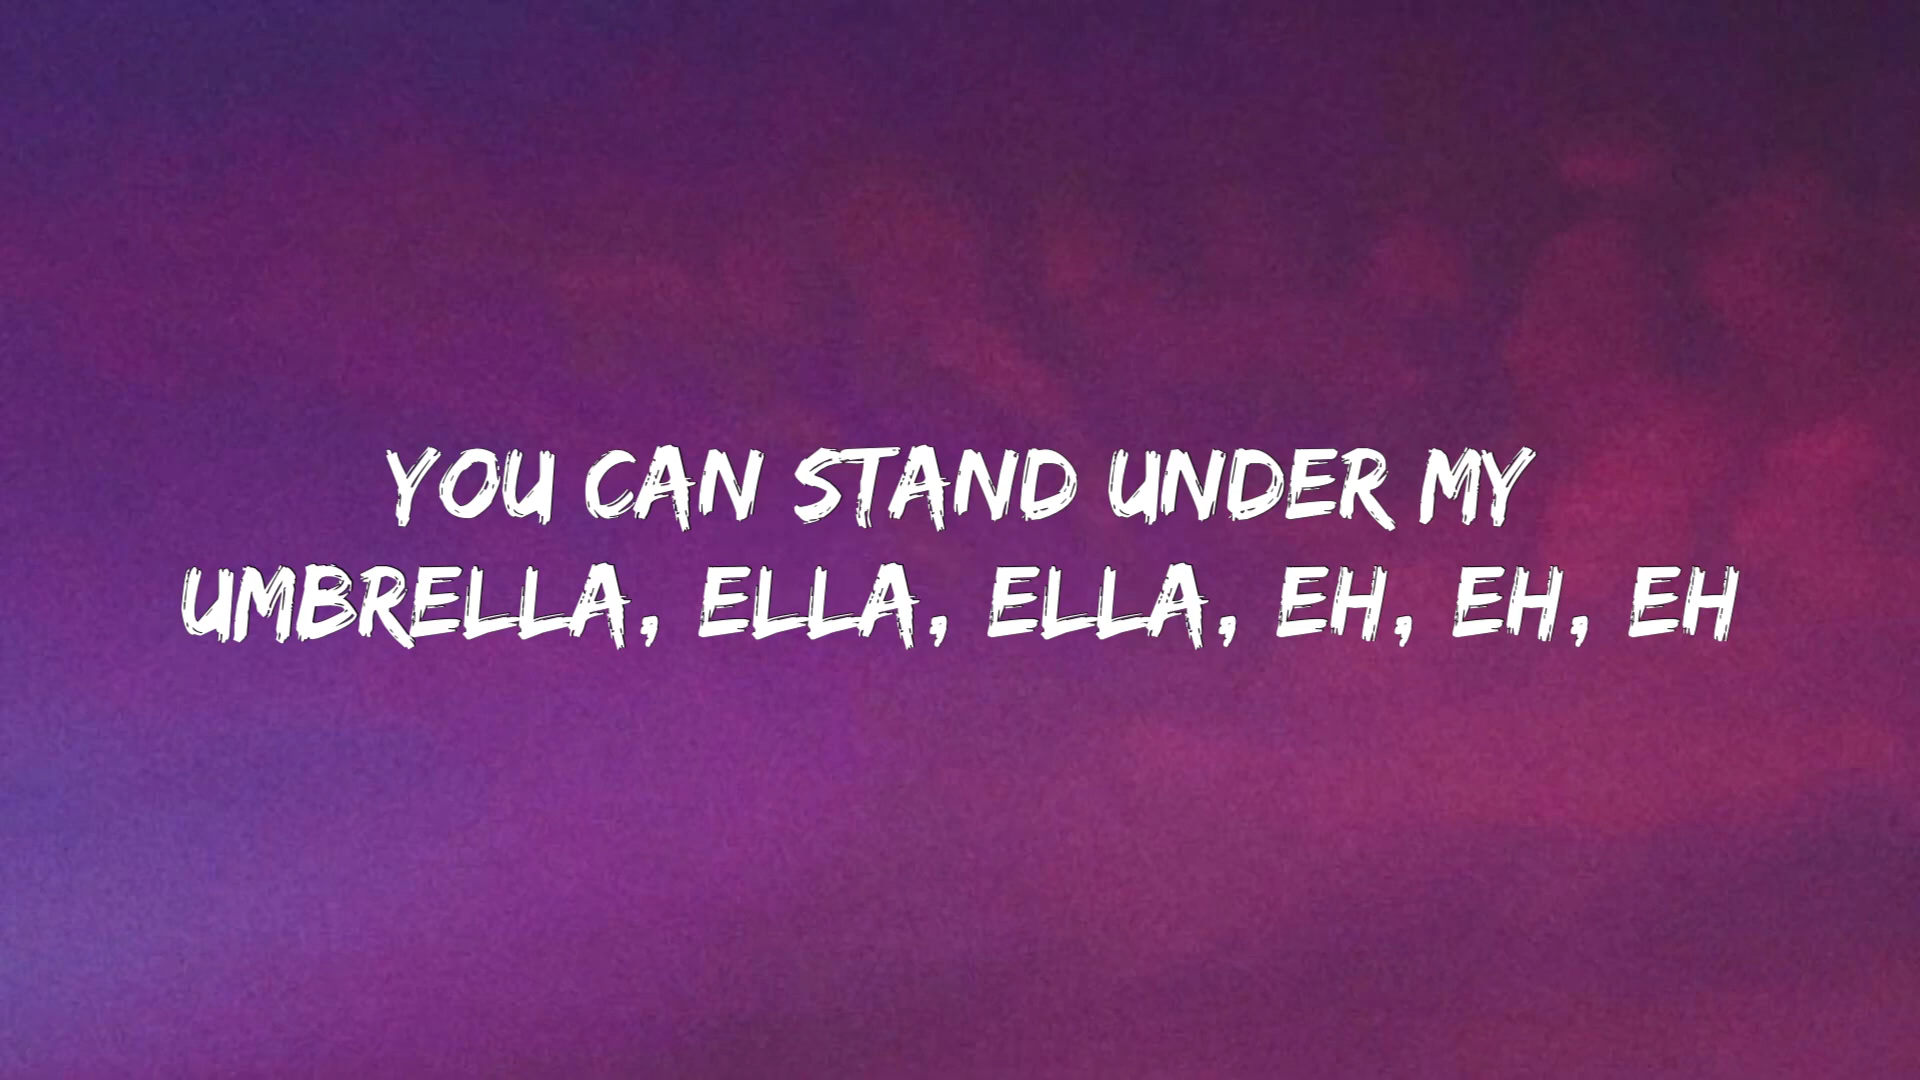 YOU CAN STAND UNDER MY
UMBRELLA, ELLA, ELLA, EH, EH, EH